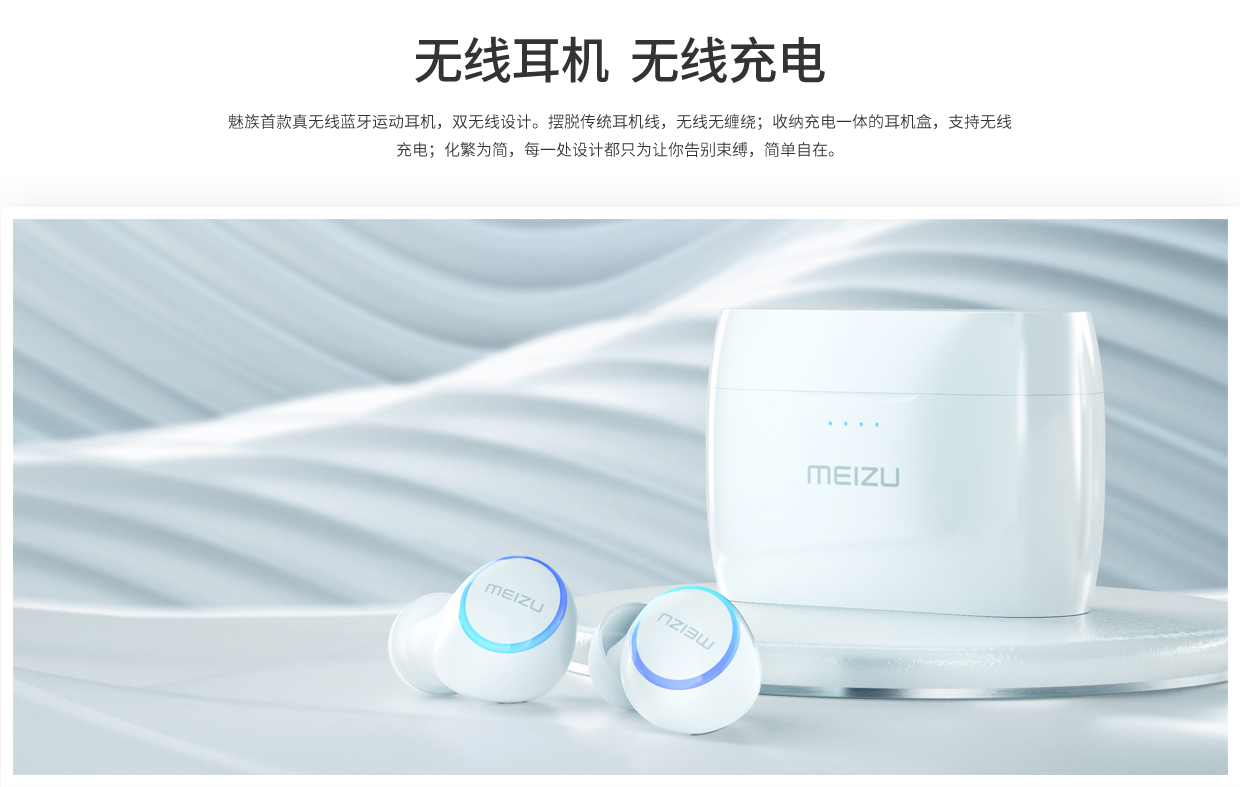 无线耳机 无线充电
魅族首款真无线蓝牙运动耳机，双无线设计。摆脱传统耳机线，无线无缠绕；收纳充电一体的耳机盒，支持无线
充电；化繁为简，每一处设计都只为让你告别束缚，简单自在。
MEIZU
MEIZU
MEIZU